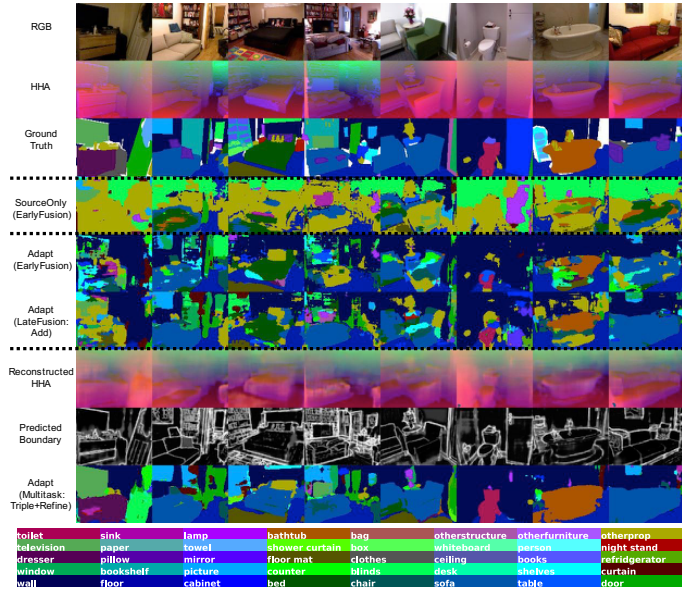 RGB
HHA
Ground
Truth
SourceOnly
(EarlyFusion)
Adapt
(EarlyFusion)
Adapt
(LateFusion:
Add)
Reconstructed
HHA
Predicted
Boundary
Adapt
(Multitask:
Triple+Refine)
toilet sink lamp bathtub bag otherstructure otherfurniture otherprop
television paper towel shower curtain box whiteboard person night stand
dresser pillow mirror floor mat clothes ceiling books refridgerator
window bookshelf picture counter blinds desk shelves curtain
wall floor cabinet bed chair sofa table door